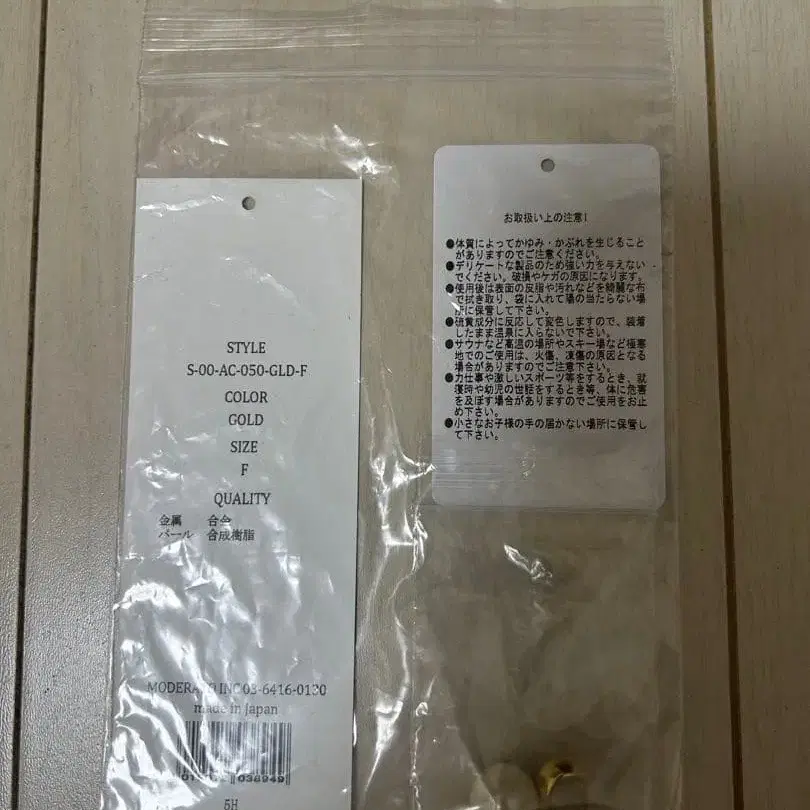 STYLE
S-00-AC-050-GLD-F
COLOR
GOLD
SIZE
F
QUALITY
金属 合金
パール 合成樹脂
INC 03-6416-0130
made in Japan
038949
5H
お取扱い上の注意!
●体質によってかゆみ・かぶれを生じること
がありますのでご注意ください。
●デリケートな製品のため強い力を与えない
でください。破損やケガの原因になります。
●使用後は表面の皮脂や汚れなどを綺麗な布
で拭き取り、袋に入れて陽の当たらない場
所に保管して下さい。
●硫黄成分に反応して変色しますので、装着
したまま温泉に入らないで下さい。
●サウナなど高温の場所やスキー場など極寒
地でのご使用は、火傷、凍傷の原因となる
場合がありますのでご注意下さい。
●力仕事や激しいスポーツ等をするとき、就
寝時や幼児の世話をするとき等、体に危害
を及ぼす場合がありますのでご使用をお止
め下さい。
●小さなお子様の手の届かない場所に保管し
て下さい。